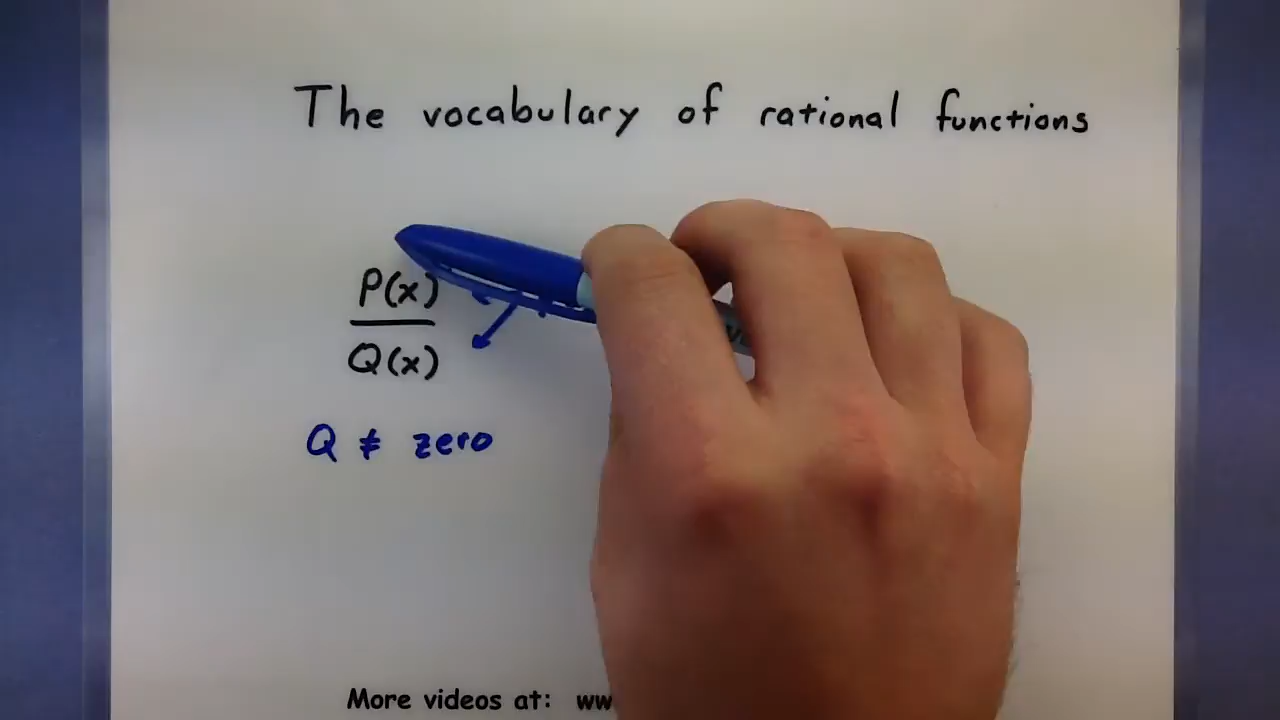 The vocabulary of rational functions
P(x)
Q(x)
Q ≠ zero
More videos at: ww